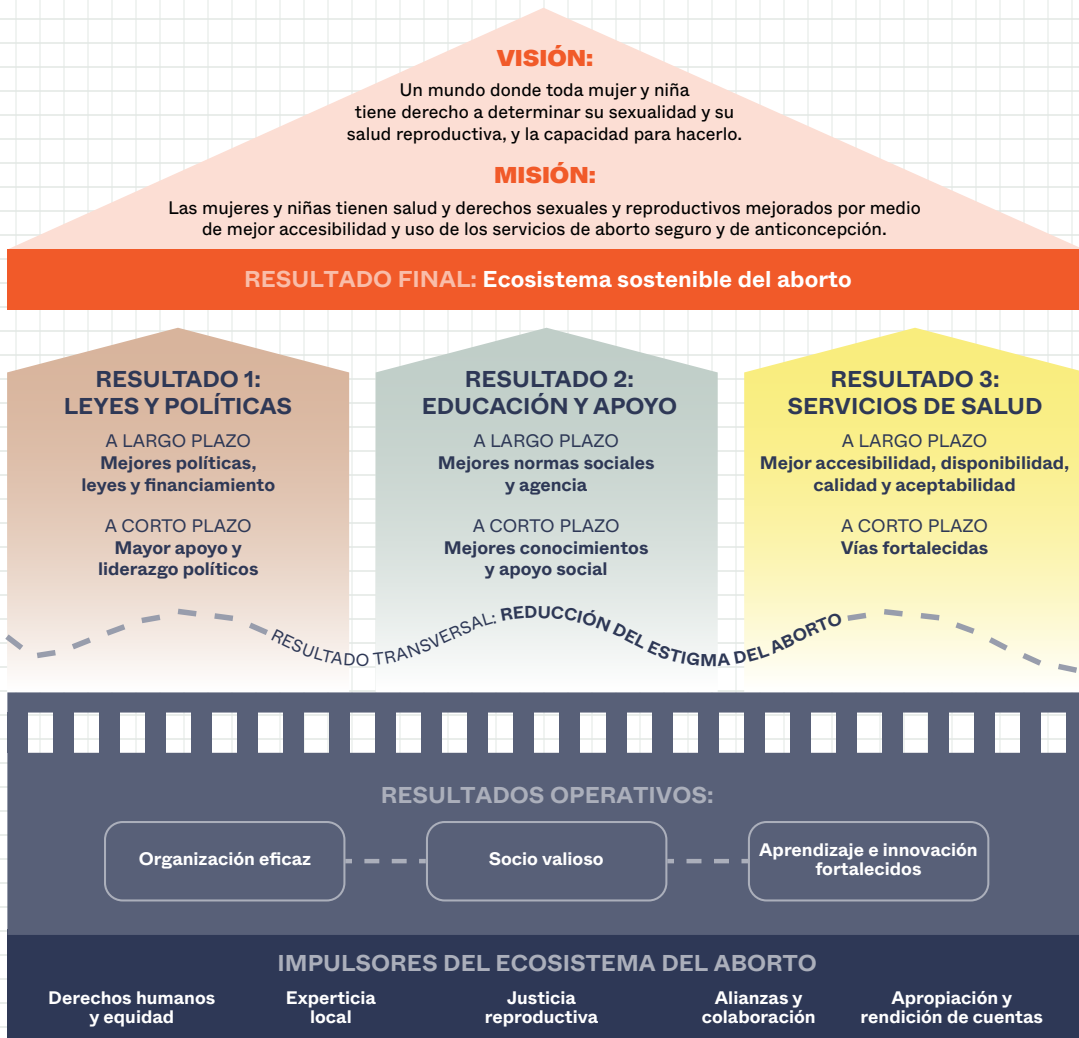 VISIÓN:
Un mundo donde toda mujer y niña
tiene derecho a determinar su sexualidad y su
salud reproductiva, y la capacidad para hacerlo.
MISIÓN:
Las mujeres y niñas tienen salud y derechos sexuales y reproductivos mejorados por medio
de mejor accesibilidad y uso de los servicios de aborto seguro y de anticoncepción.
RESULTADO FINAL: Ecosistema sostenible del aborto
RESULTADO 1:
LEYES Y POLÍTICAS
A LARGO PLAZO
Mejores políticas,
leyes y financiamiento
A CORTO PLAZO
Mayor apoyo y
liderazgo políticos
RESULTADO 2:
EDUCACIÓN Y APOYO
A LARGO PLAZO
Mejores normas sociales
y agencia
A CORTO PLAZO
Mejores conocimientos
y apoyo social
RESULTADO 3:
SERVICIOS DE SALUD
A LARGO PLAZO
Mejor accesibilidad, disponibilidad,
calidad y aceptabilidad
A CORTO PLAZO
Vías fortalecidas
RESULTADO TRANSVERSAL: REDUCCIÓN DEL ESTIGMA DEL ABORTO
RESULTADOS OPERATIVOS:
Organización eficaz
Socio valioso
Aprendizaje e innovación
fortalecidos
IMPULSORES DEL ECOSISTEMA DEL ABORTO
Derechos humanos
y equidad
Experticia
local
Justicia
reproductiva
Alianzas y
colaboración
Apropiación y
rendición de cuentas